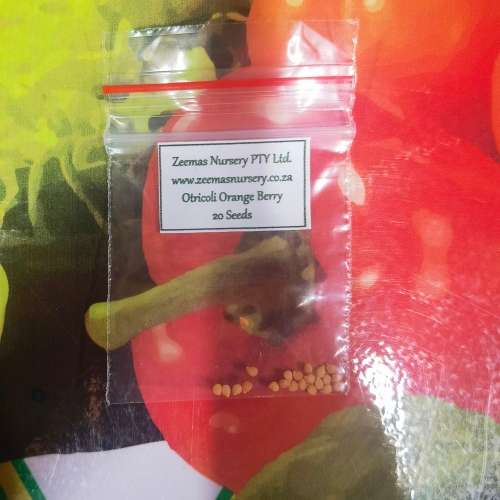 Zeemas Nursery PTY Ltd.
www.zeemasnursery.co.za
Otricoli Orange Berry
20 Seeds